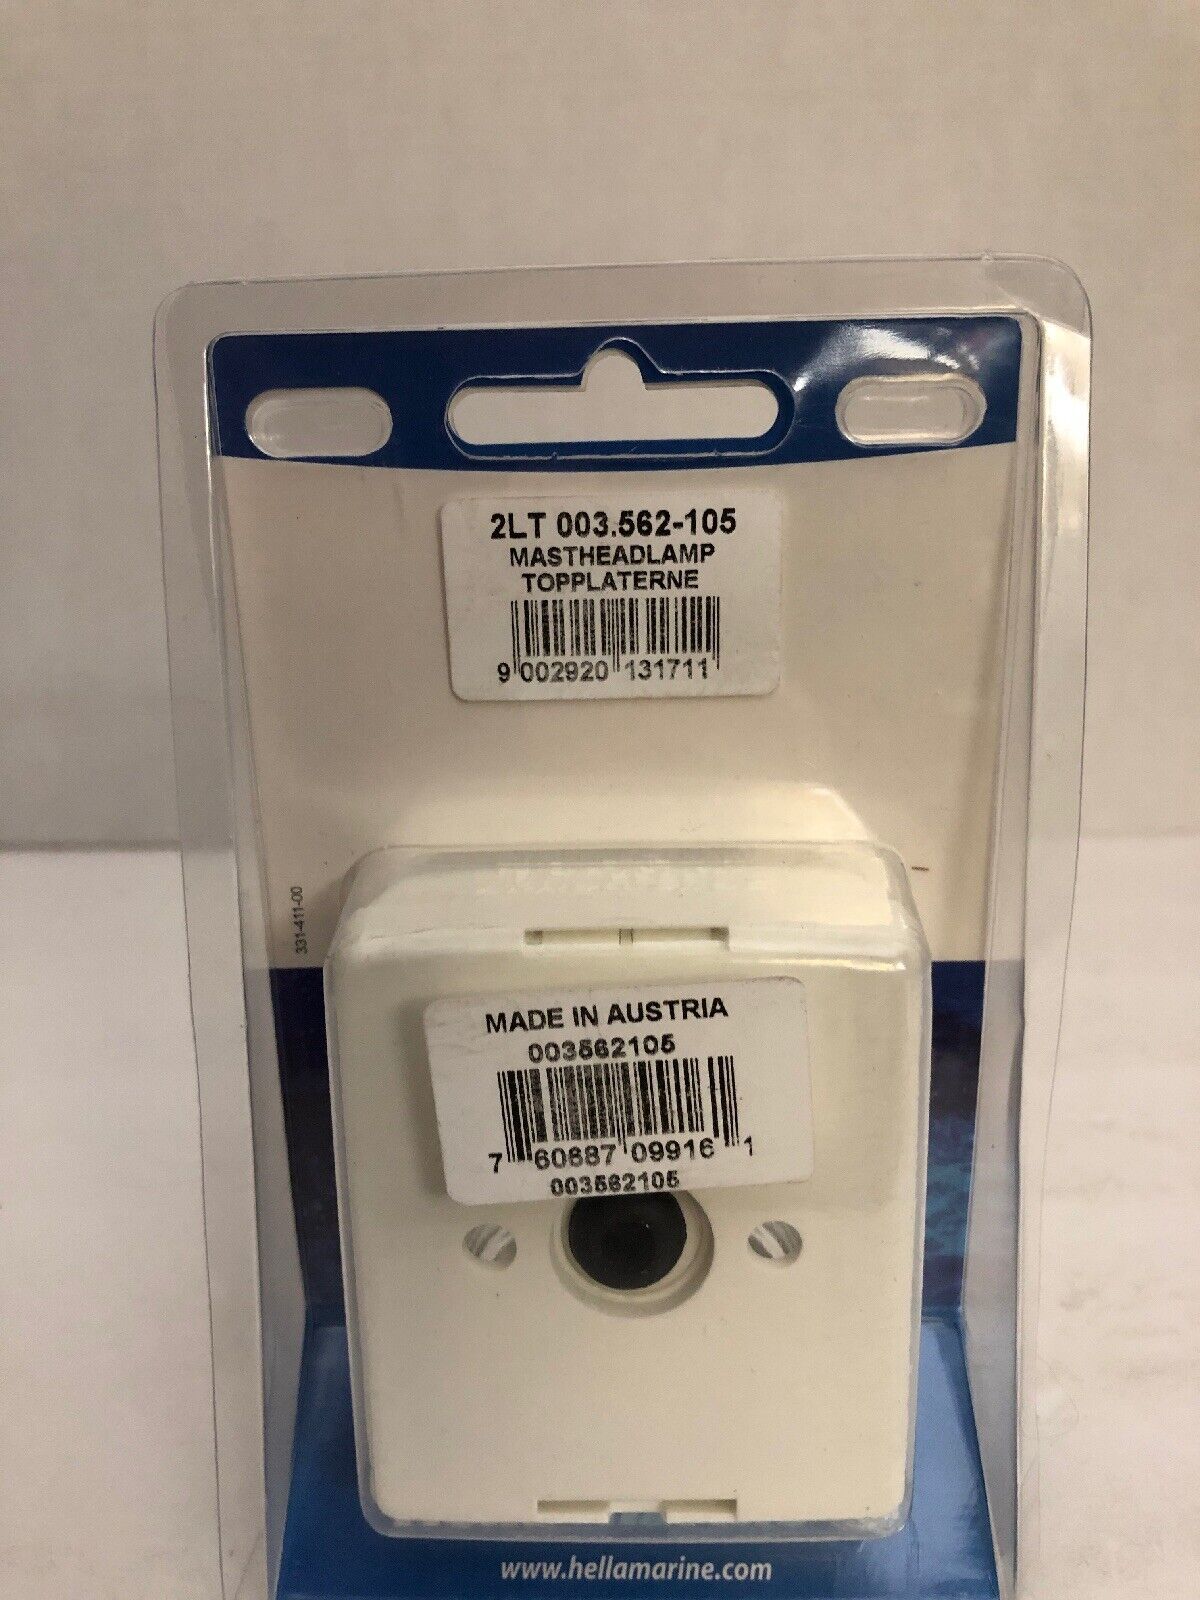 2LT 003.562-105
MASTHEADLAMP
TOPPLATERNE
9 002920 131711
331-411-00
MADE IN AUSTRIA
003562105
7 60687 09916 1
003562105
www.hellamarine.com